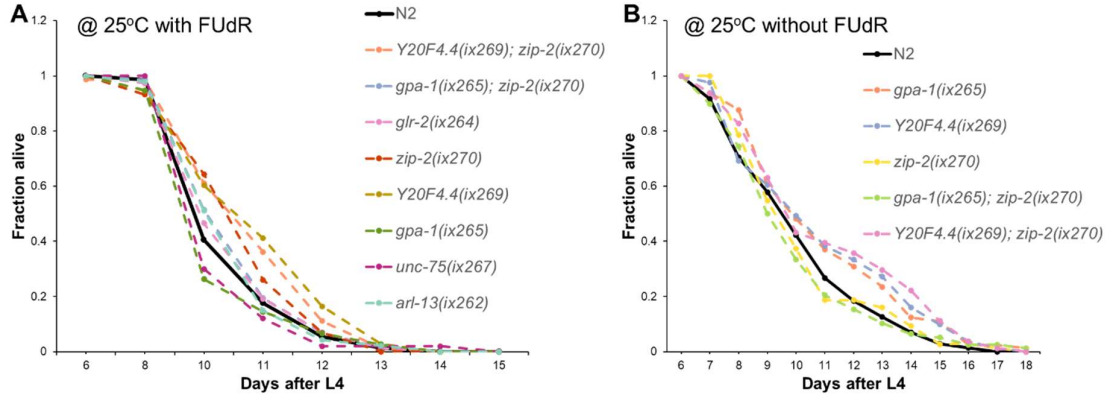 A
@ 25°C with FUdR
1.2
1
0.8
0.6
0.4
0.2
0
Fraction alive
6
8
10
11
12
13
14
15
Days after L4
N2
Y20F4.4(ix269); zip-2(ix270)
gpa-1(ix265); zip-2(ix270)
glr-2(ix264)
zip-2(ix270)
Y20F4.4(ix269)
gpa-1(ix265)
unc-75(ix267)
arl-13(ix262)
B
@ 25°C without FUdR
1.2
1
0.8
0.6
0.4
0.2
0
Fraction alive
6
7
8
9
10
11
12
13
14
15
16
17
18
Days after L4
N2
gpa-1(ix265)
Y20F4.4(ix269)
zip-2(ix270)
gpa-1(ix265); zip-2(ix270)
Y20F4.4(ix269); zip-2(ix270)